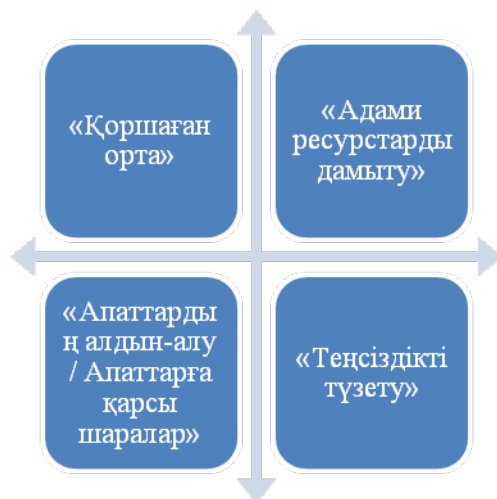 «Қоршаған
орта»
«Адами
ресурстарды
дамыту»
«Апаттарды
ң алдын-алу
/ Апаттарға
қарсы
шаралар»
«Теңсіздікті
түзету»